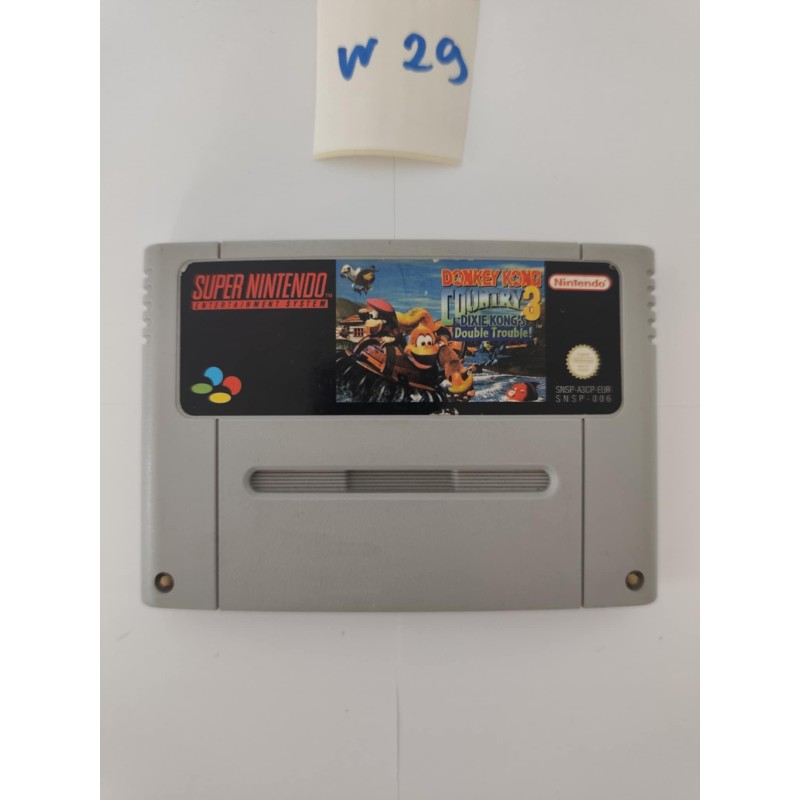 w 29
SUPER NINTENDO
ENTERTAINMENT SYSTEM
DONKEY KONG
COUNTRY 3
DIXIE KONG'S
Double Trouble!
Nintendo
SNSP-A3CP-EUR
SNSP-006